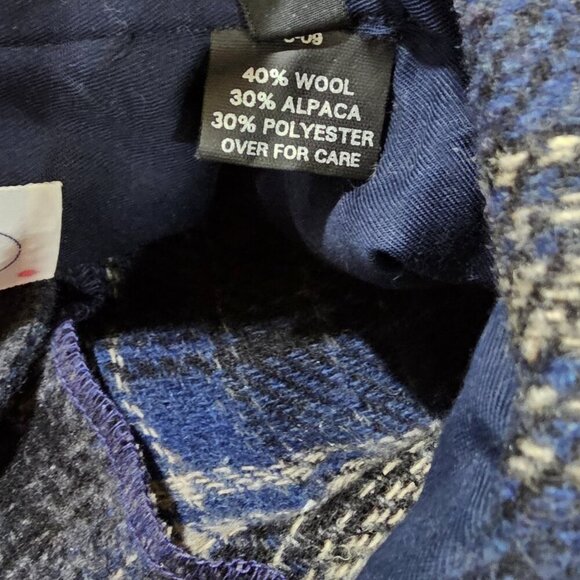 40% WOOL
30% ALPACA
30% POLYESTER
OVER FOR CARE